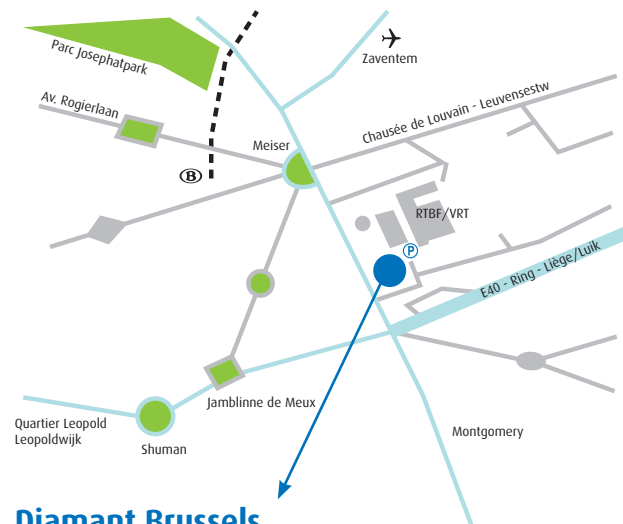 Parc Josephatpark
Zaventem
Av. Rogierlaan
Chausée de Louvain - Leuvensestw
Meiser
B
RTBF/VRT
P
E40 - Ring - Liège/Luik
Jamblinne de Meux
Quartier Leopold
Leopoldwijk
Shuman
Montgomery
Diamant Brussels